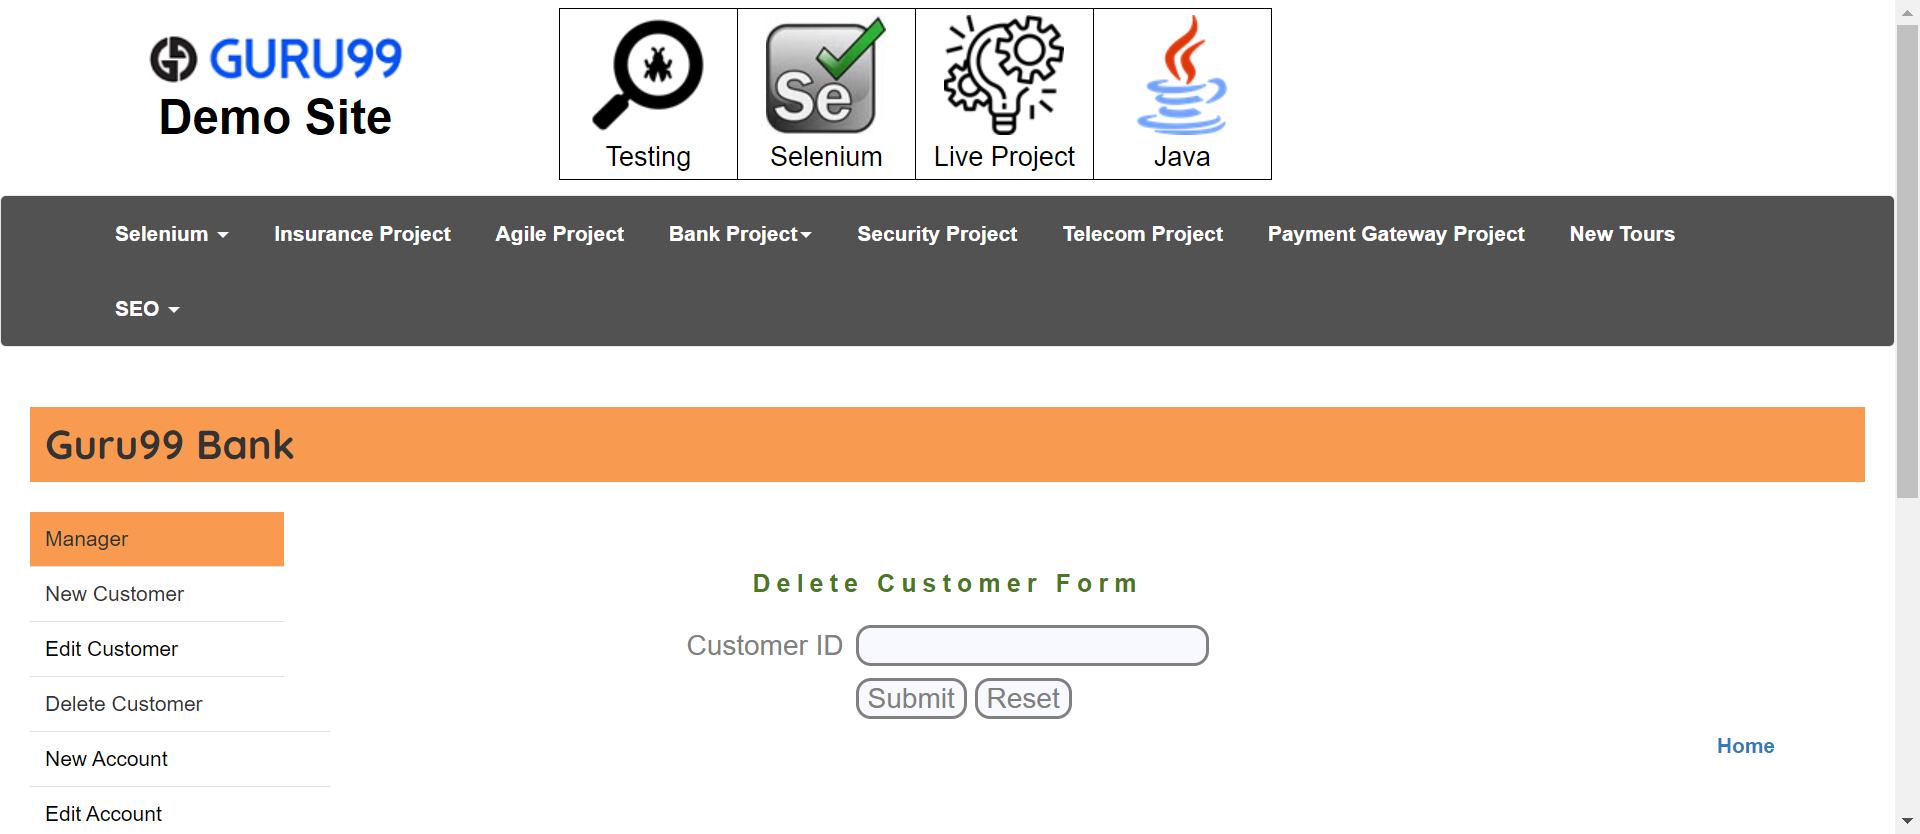 GURU99
Demo Site
Testing
Se
Selenium
Live Project
Java
Selenium
Insurance Project
Agile Project
Bank Project
Security Project
Telecom Project
Payment Gateway Project
New Tours
SEO
Guru99 Bank
Manager
New Customer
Edit Customer
Delete Customer
New Account
Edit Account
Delete Customer Form
Customer ID
Submit
Reset
Home